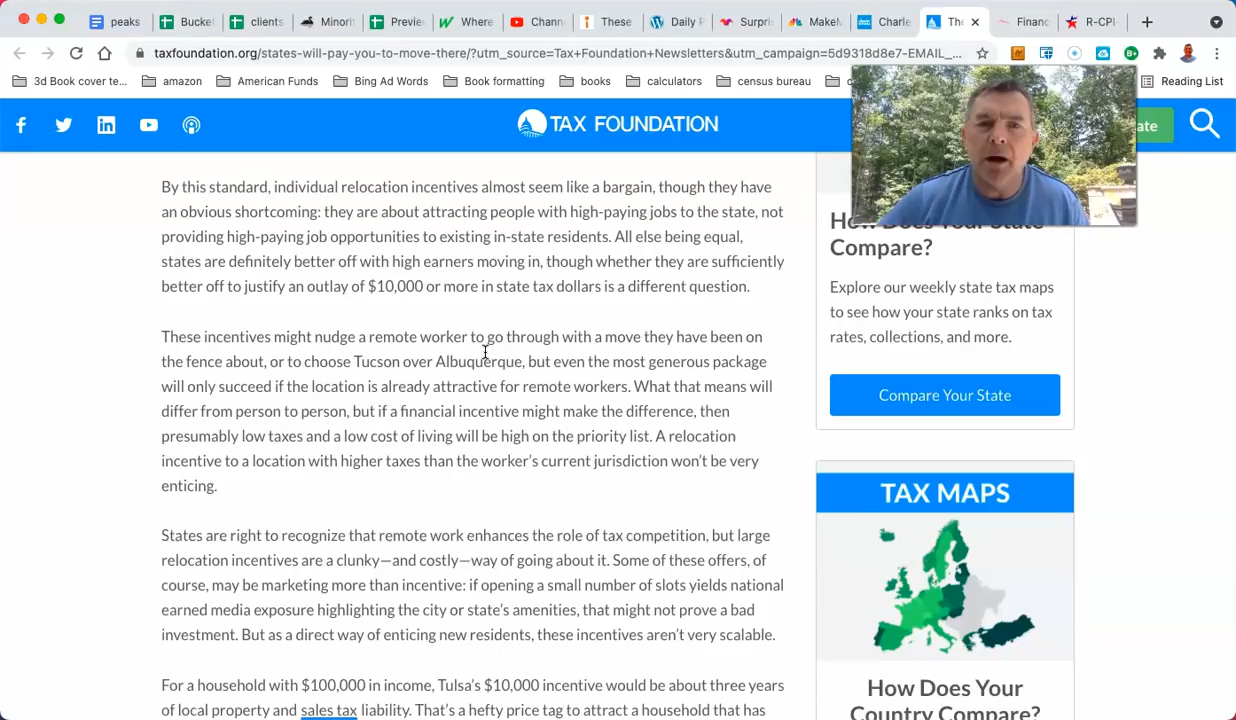 peaks
Bucket
clients
Minorit
Previe
Where
Chann
These
Daily F
Surpri
MakeM
Charle
The
Financ
R-CPI-
taxfoundation.org/states-will-pay-you-to-move-there/?utm_source=Tax+Foundation+Newsletters&utm_campaign=5d9318d8e7-EMAIL_...
3d Book cover te...
amazon
American Funds
Bing Ad Words
Book formatting
books
calculators
census bureau
Reading List
TAX FOUNDATION
ate
By this standard, individual relocation incentives almost seem like a bargain, though they have
an obvious shortcoming: they are about attracting people with high-paying jobs to the state, not
providing high-paying job opportunities to existing in-state residents. All else being equal,
states are definitely better off with high earners moving in, though whether they are sufficiently
better off to justify an outlay of $10,000 or more in state tax dollars is a different question.
These incentives might nudge a remote worker to go through with a move they have been on
the fence about, or to choose Tucson over Albuquerque, but even the most generous package
will only succeed if the location is already attractive for remote workers. What that means will
differ from person to person, but if a financial incentive might make the difference, then
presumably low taxes and a low cost of living will be high on the priority list. A relocation
incentive to a location with higher taxes than the worker's current jurisdiction won't be very
enticing.
States are right to recognize that remote work enhances the role of tax competition, but large
relocation incentives are a clunky—and costly—way of going about it. Some of these offers, of
course, may be marketing more than incentive: if opening a small number of slots yields national
earned media exposure highlighting the city or state's amenities, that might not prove a bad
investment. But as a direct way of enticing new residents, these incentives aren't very scalable.
For a household with $100,000 in income, Tulsa's $10,000 incentive would be about three years
of local property and sales tax liability. That's a hefty price tag to attract a household that has
How Does Your State
Compare?
Explore our weekly state tax maps
to see how your state ranks on tax
rates, collections, and more.
Compare Your State
TAX MAPS
How Does Your
Country Compare?